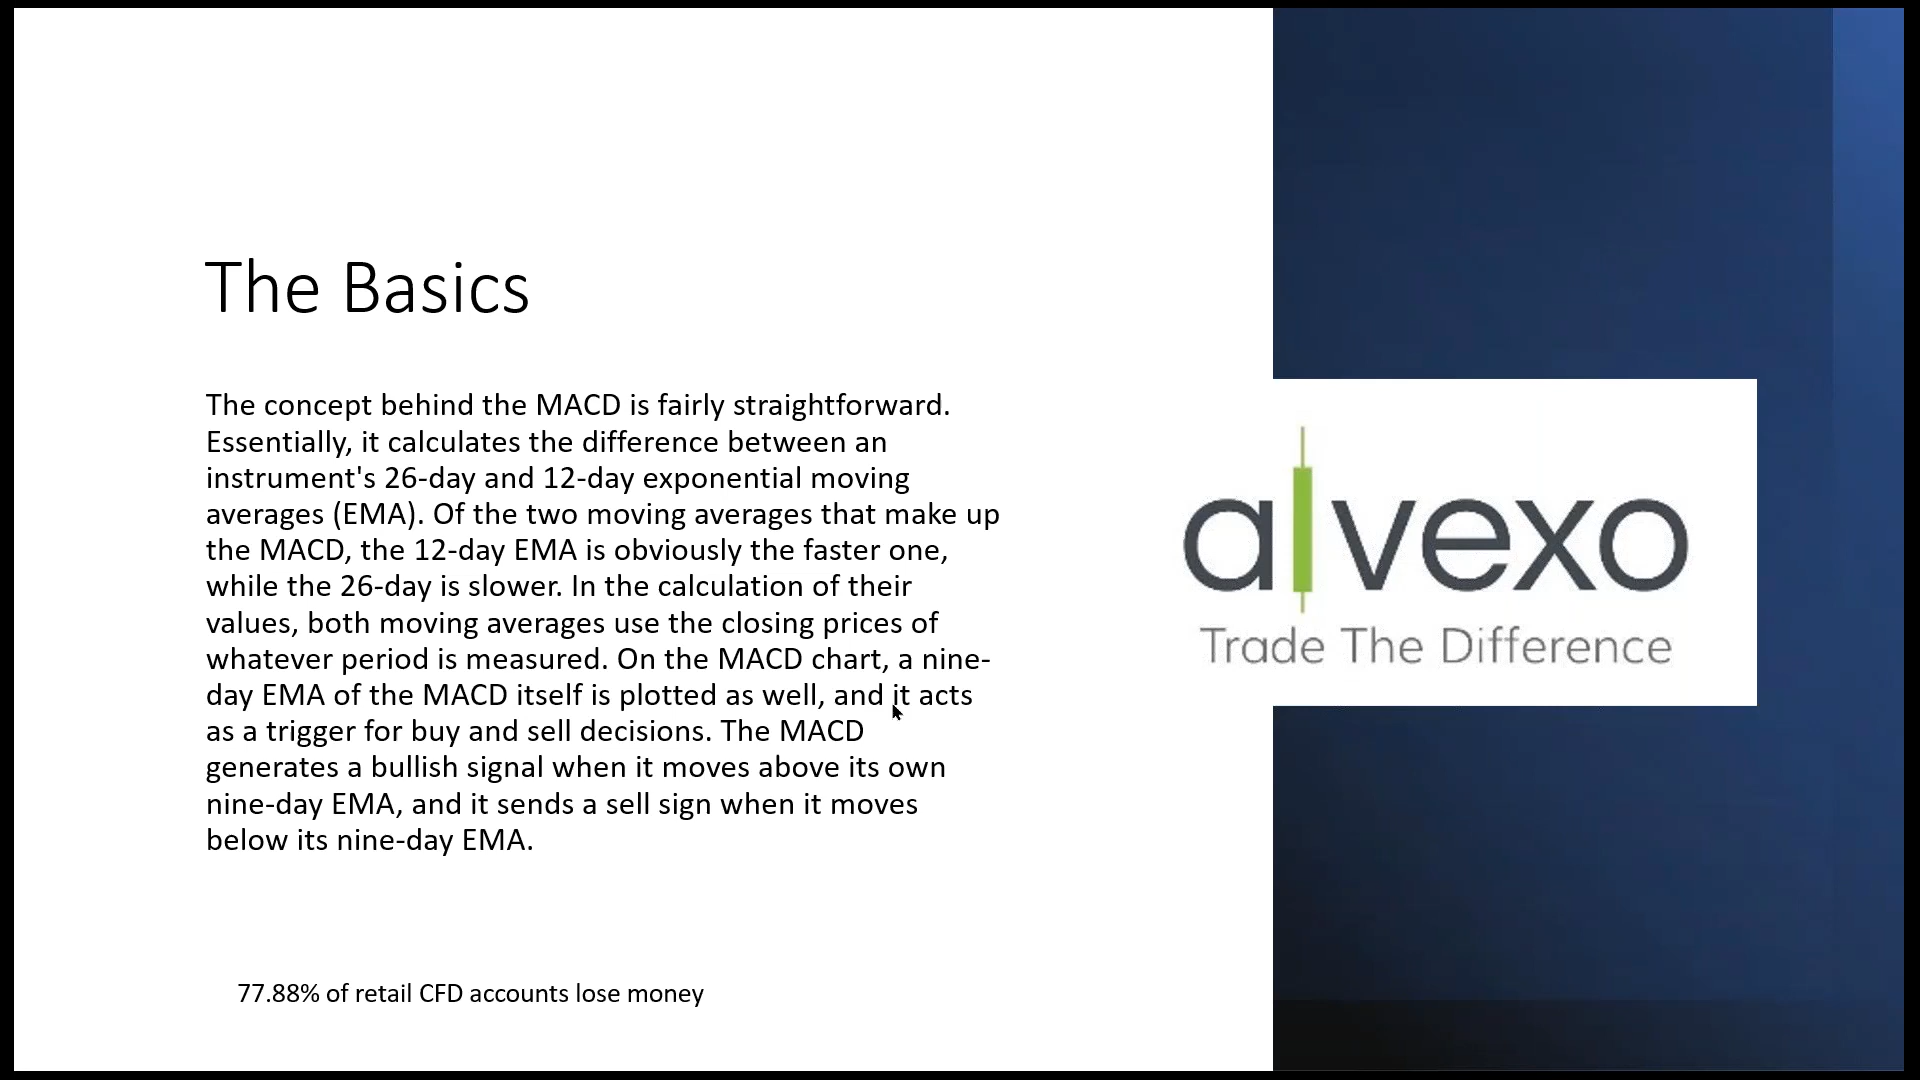 The Basics
The concept behind the MACD is fairly straightforward.
Essentially, it calculates the difference between an
instrument's 26-day and 12-day exponential moving
averages (EMA). Of the two moving averages that make up
the MACD, the 12-day EMA is obviously the faster one,
while the 26-day is slower. In the calculation of their
values, both moving averages use the closing prices of
whatever period is measured. On the MACD chart, a nine-
day EMA of the MACD itself is plotted as well, and it acts
as a trigger for buy and sell decisions. The MACD
generates a bullish signal when it moves above its own
nine-day EMA, and it sends a sell sign when it moves
below its nine-day EMA.
77.88% of retail CFD accounts lose money
alvexo
Trade The Difference